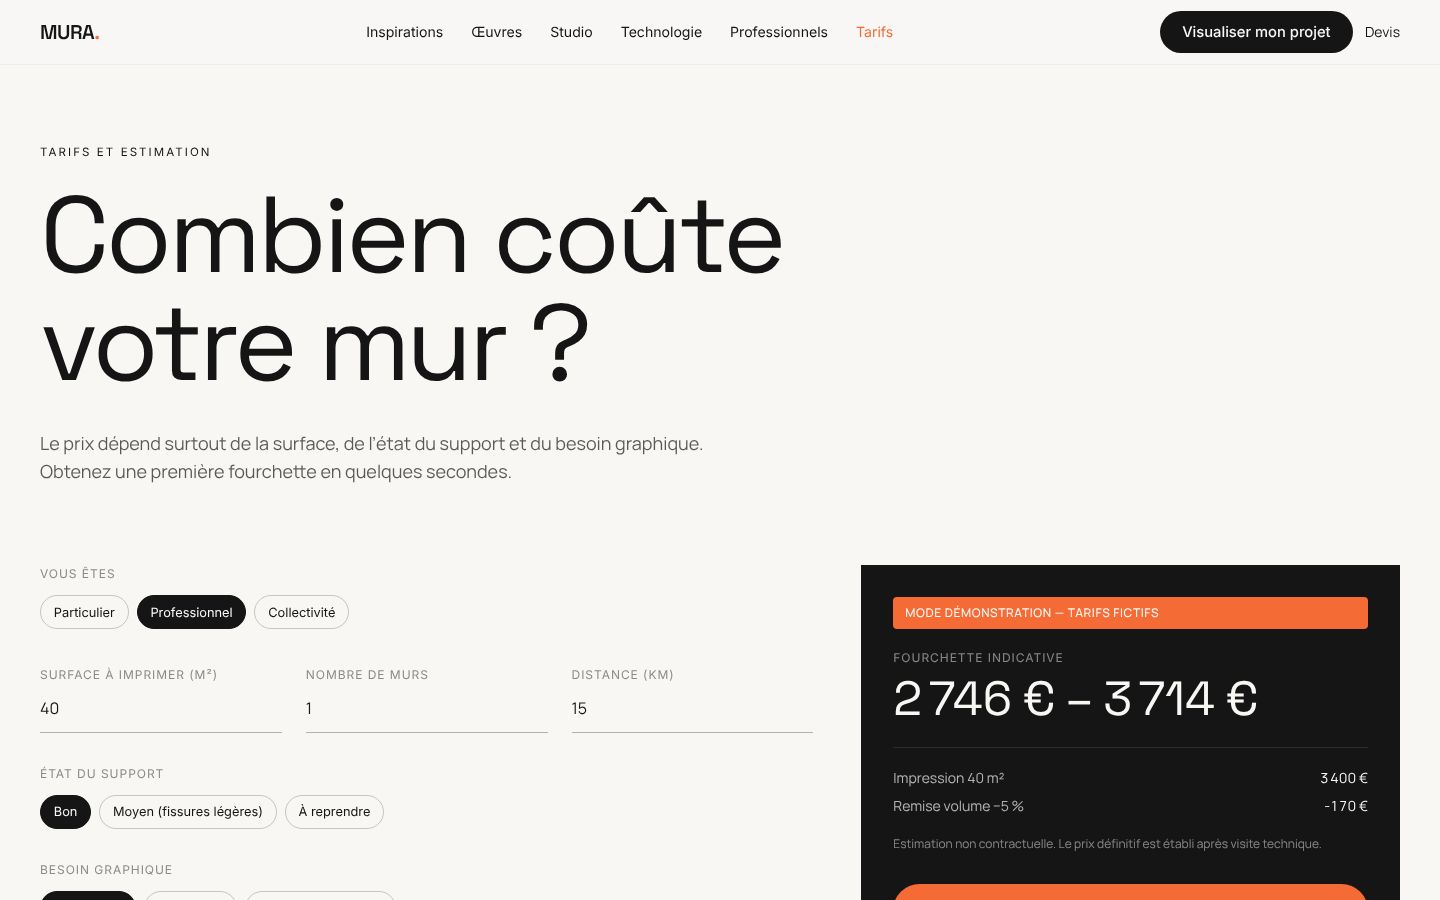 MURA.
Inspirations
Œuvres
Studio
Technologie
Professionnels
Tarifs
Visualiser mon projet
Devis
TARIFS ET ESTIMATION
Combien coûte
votre mur ?
Le prix dépend surtout de la surface, de l’état du support et du besoin graphique.
Obtenez une première fourchette en quelques secondes.
VOUS ÊTES
Particulier
Professionnel
Collectivité
SURFACE À IMPRIMER (M²)
NOMBRE DE MURS
DISTANCE (KM)
40
1
15
ÉTAT DU SUPPORT
Bon
Moyen (fissures légères)
À reprendre
BESOIN GRAPHIQUE
MODE DÉMONSTRATION — TARIFS FICTIFS
FOURCHETTE INDICATIVE
2 746 € – 3 714 €
Impression 40 m²
3 400 €
Remise volume −5 %
-170 €
Estimation non contractuelle. Le prix définitif est établi après visite technique.